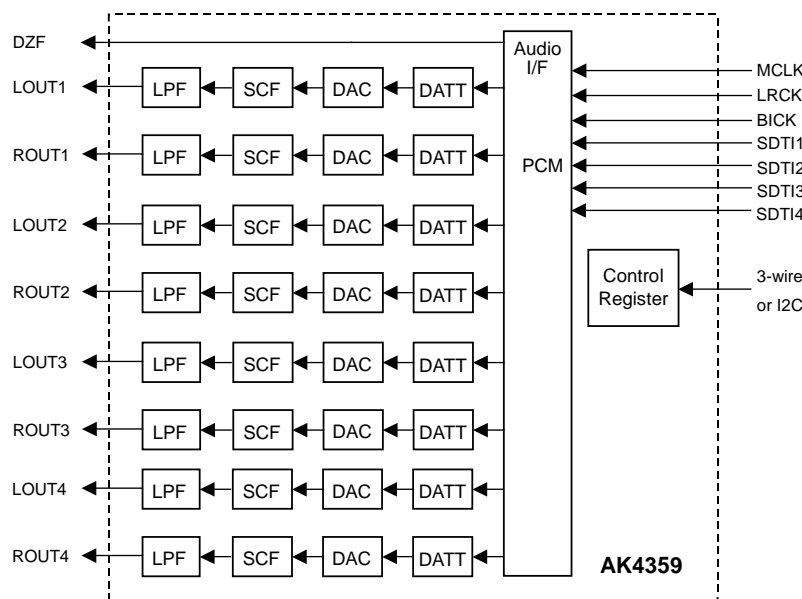 DZF
Audio
I/F
MCLK
LOUT1
LPF
SCF
DAC
DATT
LRCK
BICK
SDTI1
ROUT1
LPF
SCF
DAC
DATT
PCM
SDTI2
SDTI3
SDTI4
LOUT2
LPF
SCF
DAC
DATT
ROUT2
LPF
SCF
DAC
DATT
Control
Register
3-wire
or I2C
LOUT3
LPF
SCF
DAC
DATT
ROUT3
LPF
SCF
DAC
DATT
LOUT4
LPF
SCF
DAC
DATT
ROUT4
LPF
SCF
DAC
DATT
AK4359